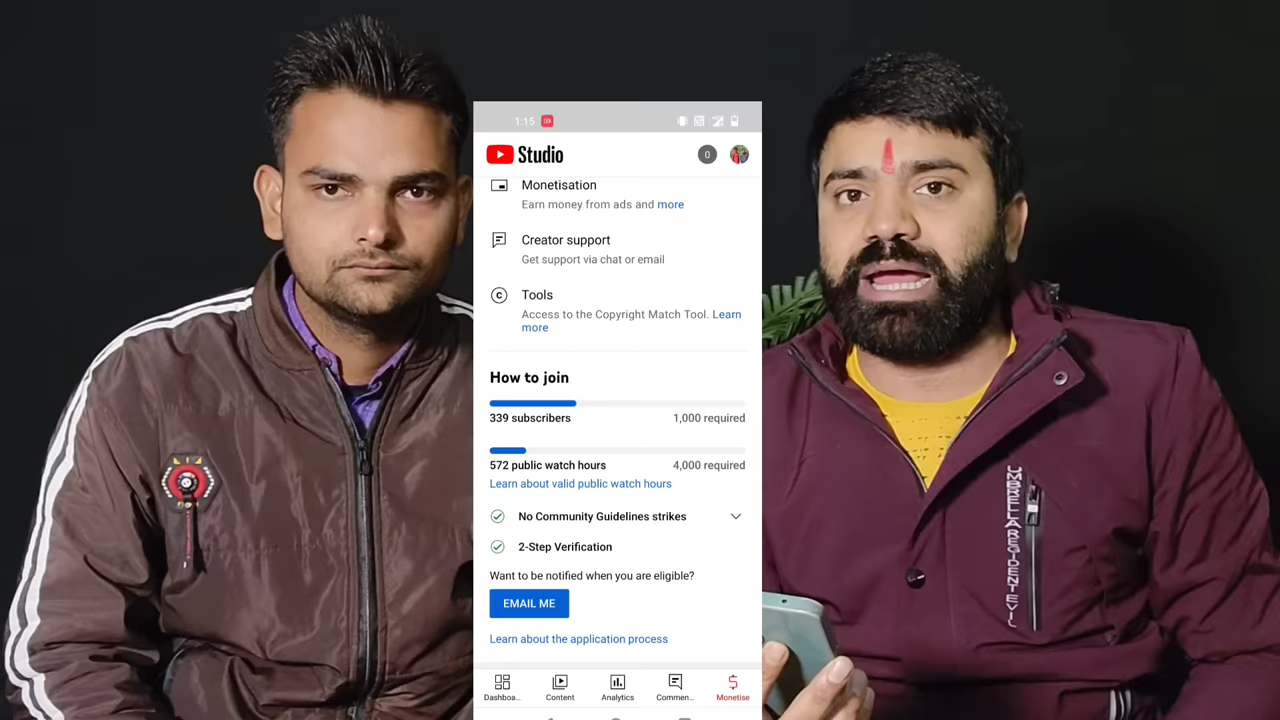 1:15
Studio
0
Monetisation
Earn money from ads and more
Creator support
Get support via chat or email
Tools
Access to the Copyright Match Tool. Learn
more
How to join
339 subscribers 1,000 required
572 public watch hours 4,000 required
Learn about valid public watch hours
No Community Guidelines strikes
2-Step Verification
Want to be notified when you are eligible?
EMAIL ME
Learn about the application process
Dashboa... Content Analytics Commen... Monetise
UMBRELLAREGIDENTEVIL